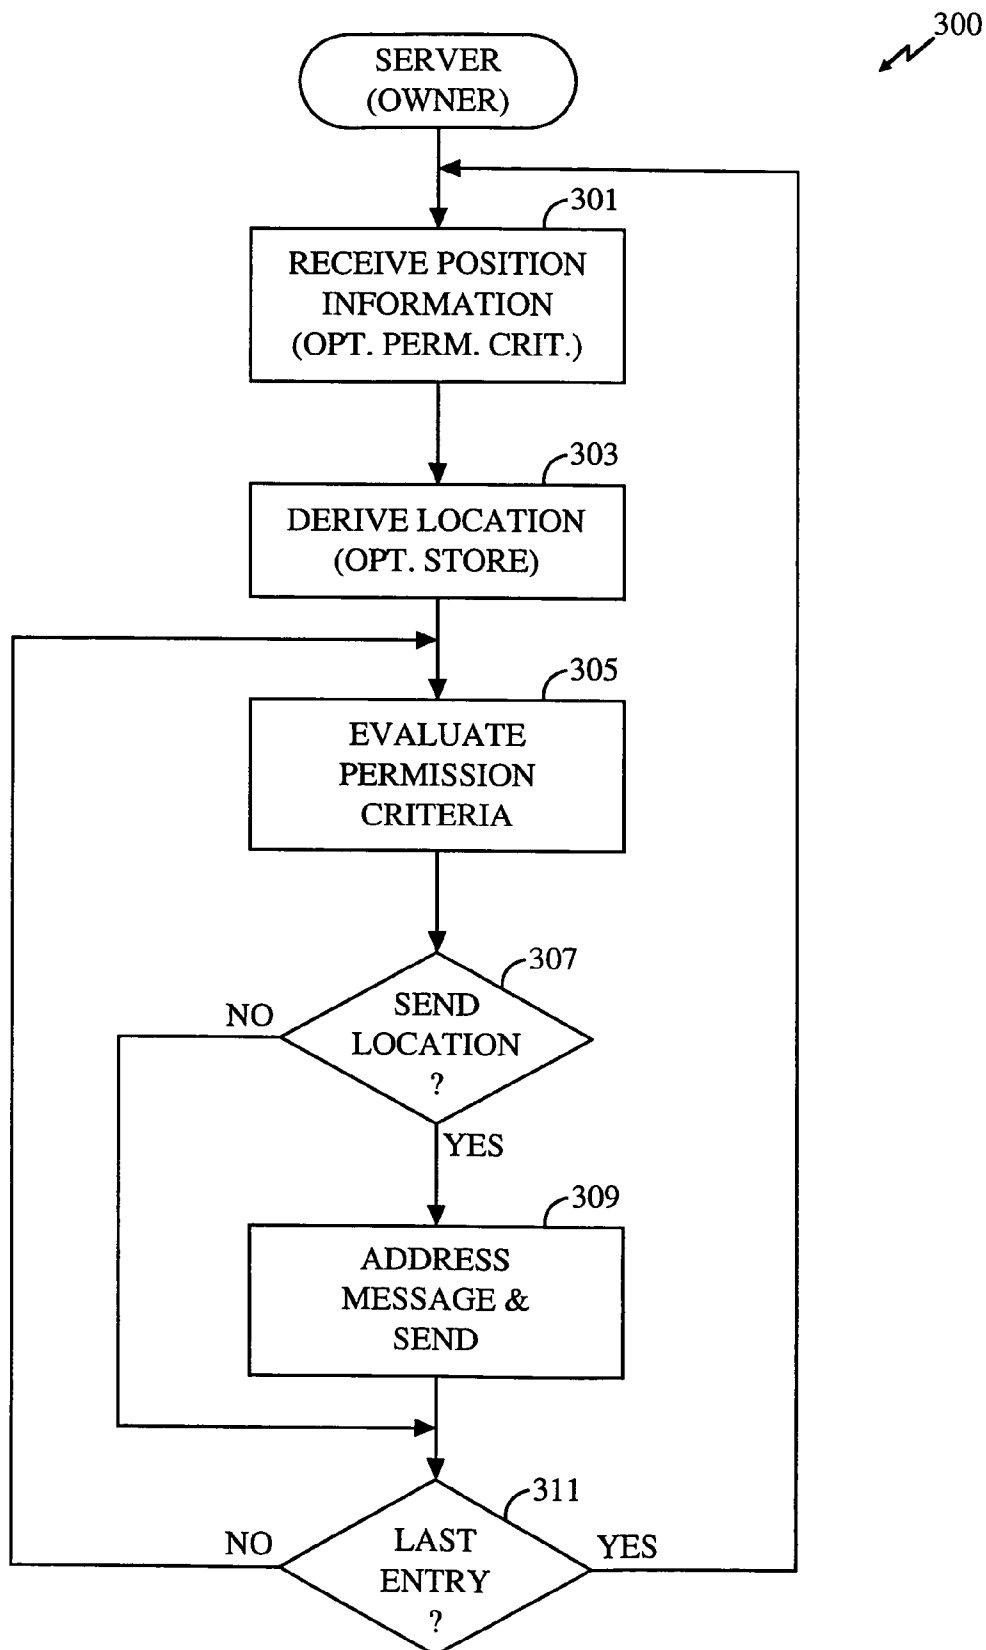 300
SERVER
(OWNER)
301
RECEIVE POSITION
INFORMATION
(OPT. PERM. CRIT.)
303
DERIVE LOCATION
(OPT. STORE)
305
EVALUATE
PERMISSION
CRITERIA
307
NO
SEND
LOCATION
?
YES
309
ADDRESS
MESSAGE &
SEND
311
NO
LAST
ENTRY
?
YES